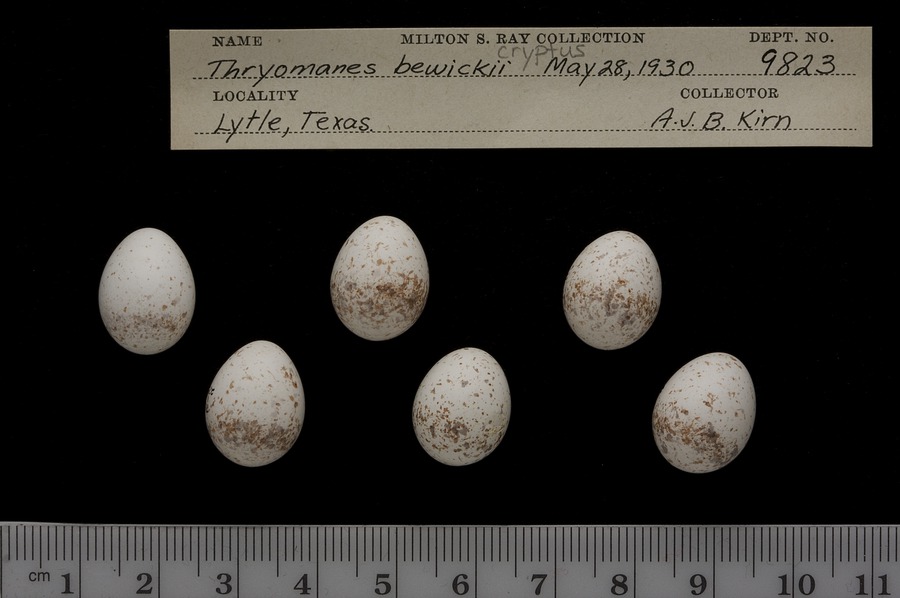 NAME MILTON S. RAY COLLECTION DEPT. NO.
cryptus
Thryomanes bewickii May 28, 1930 9823
LOCALITY COLLECTOR
Lytle, Texas. A.J.B. Kirn
cm 1 2 3 4 5 6 7 8 9 10 11